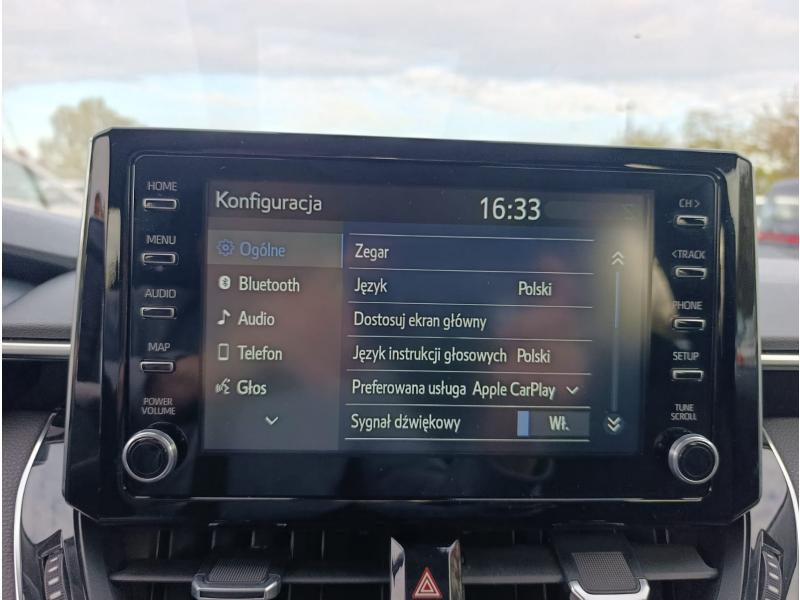 HOME
MENU
AUDIO
MAP
POWER
VOLUME
Konfiguracja 16:33
Ogólne
Bluetooth
Audio
Telefon
Głos
Zegar
Język Polski
Dostosuj ekran główny
Język instrukcji głosowych Polski
Preferowana usługa Apple CarPlay
Sygnał dźwiękowy Wł.
CH >
< TRACK
PHONE
SETUP
TUNE
SCROLL